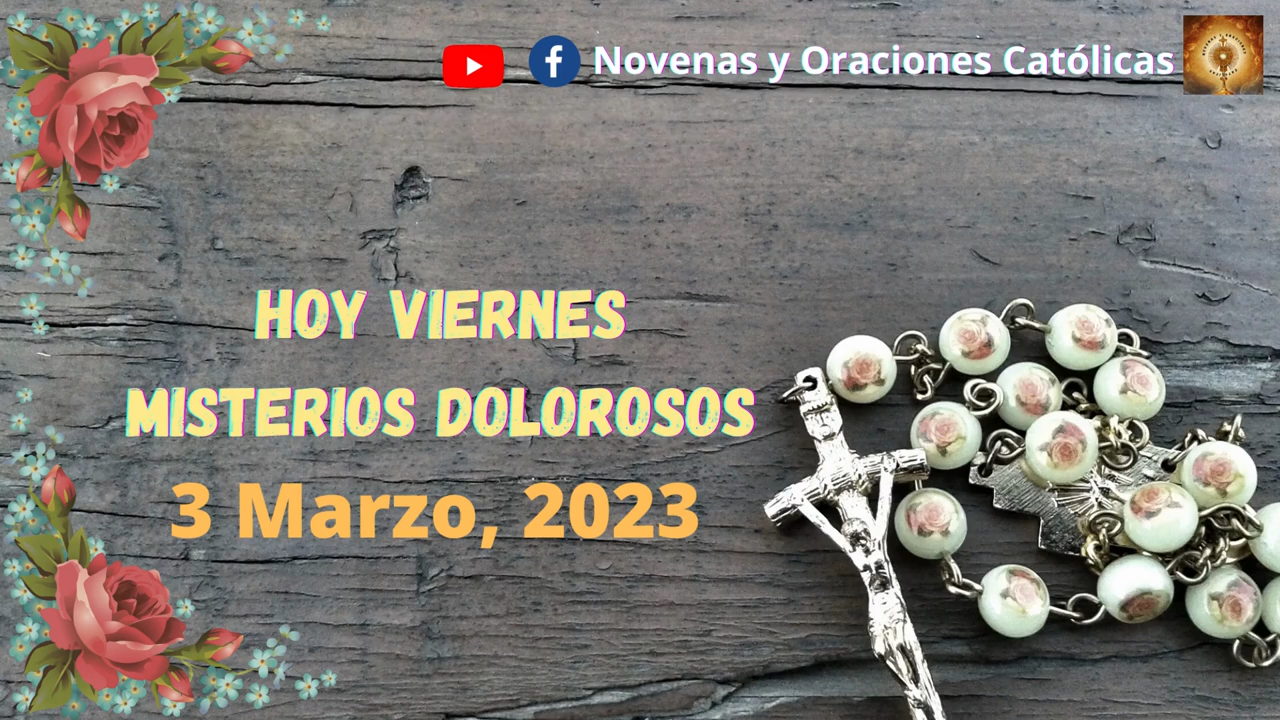 Novenas y Oraciones Católicas
HOY VIERNES
MISTERIOS DOLOROSOS
3 Marzo, 2023